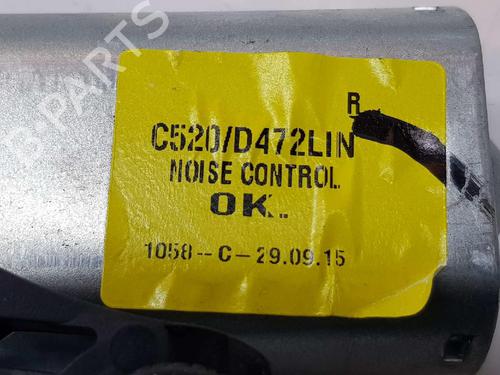 R
C520/D472LIN
NOISE CONTROL
OK..
1058--C-29.09.15
B-Parts